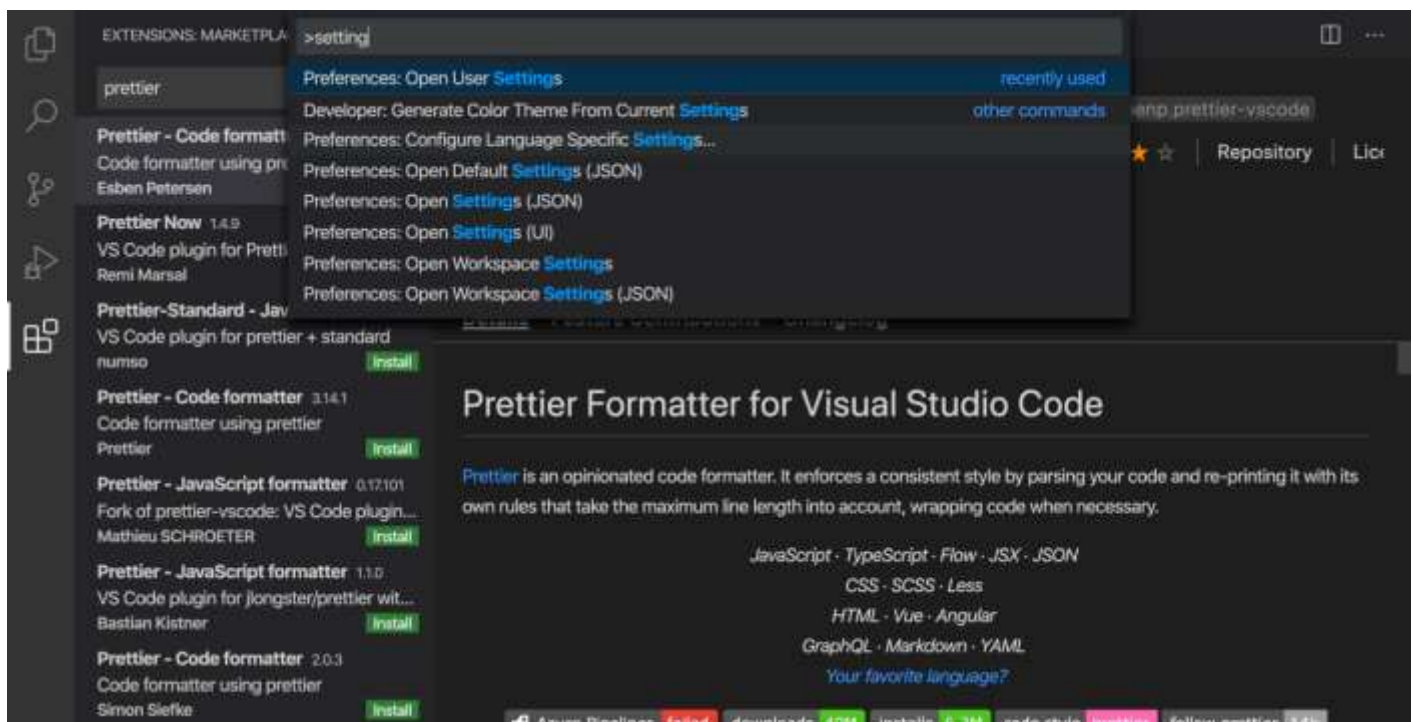 EXTENSIONS: MARKETPLA
>setting
prettier
Preferences: Open User Settings recently used
Developer: Generate Color Theme From Current Settings other commands
Preferences: Configure Language Specific Settings...
Preferences: Open Default Settings (JSON)
Preferences: Open Settings (JSON)
Preferences: Open Settings (UI)
Preferences: Open Workspace Settings
Preferences: Open Workspace Settings (JSON)
enp.prettier-vscode
Repository
Prettier - Code formatt
Code formatter using pre
Esben Petersen
Prettier Now 1.4.9
VS Code plugin for Pretti
Remi Marsal
Prettier-Standard - Jav
VS Code plugin for prettier + standard
numso Install
Prettier - Code formatter 3.14.1
Code formatter using prettier
Prettier Install
Prettier - JavaScript formatter 0.17.101
Fork of prettier-vscode: VS Code plugin...
Mathieu SCHROETER Install
Prettier - JavaScript formatter 1.1.0
VS Code plugin for jlongster/prettier wit...
Bastian Kistner Install
Prettier - Code formatter 2.0.3
Code formatter using prettier
Simon Siefke Install
Details Feature Contributions Changelog
Prettier Formatter for Visual Studio Code
Prettier is an opinionated code formatter. It enforces a consistent style by parsing your code and re-printing it with its
own rules that take the maximum line length into account, wrapping code when necessary.
JavaScript · TypeScript · Flow · JSX · JSON
CSS · SCSS · Less
HTML · Vue · Angular
GraphQL · Markdown · YAML
Your favorite language?
Azure Pipelines failed downloads installs code style prettier follow prettier